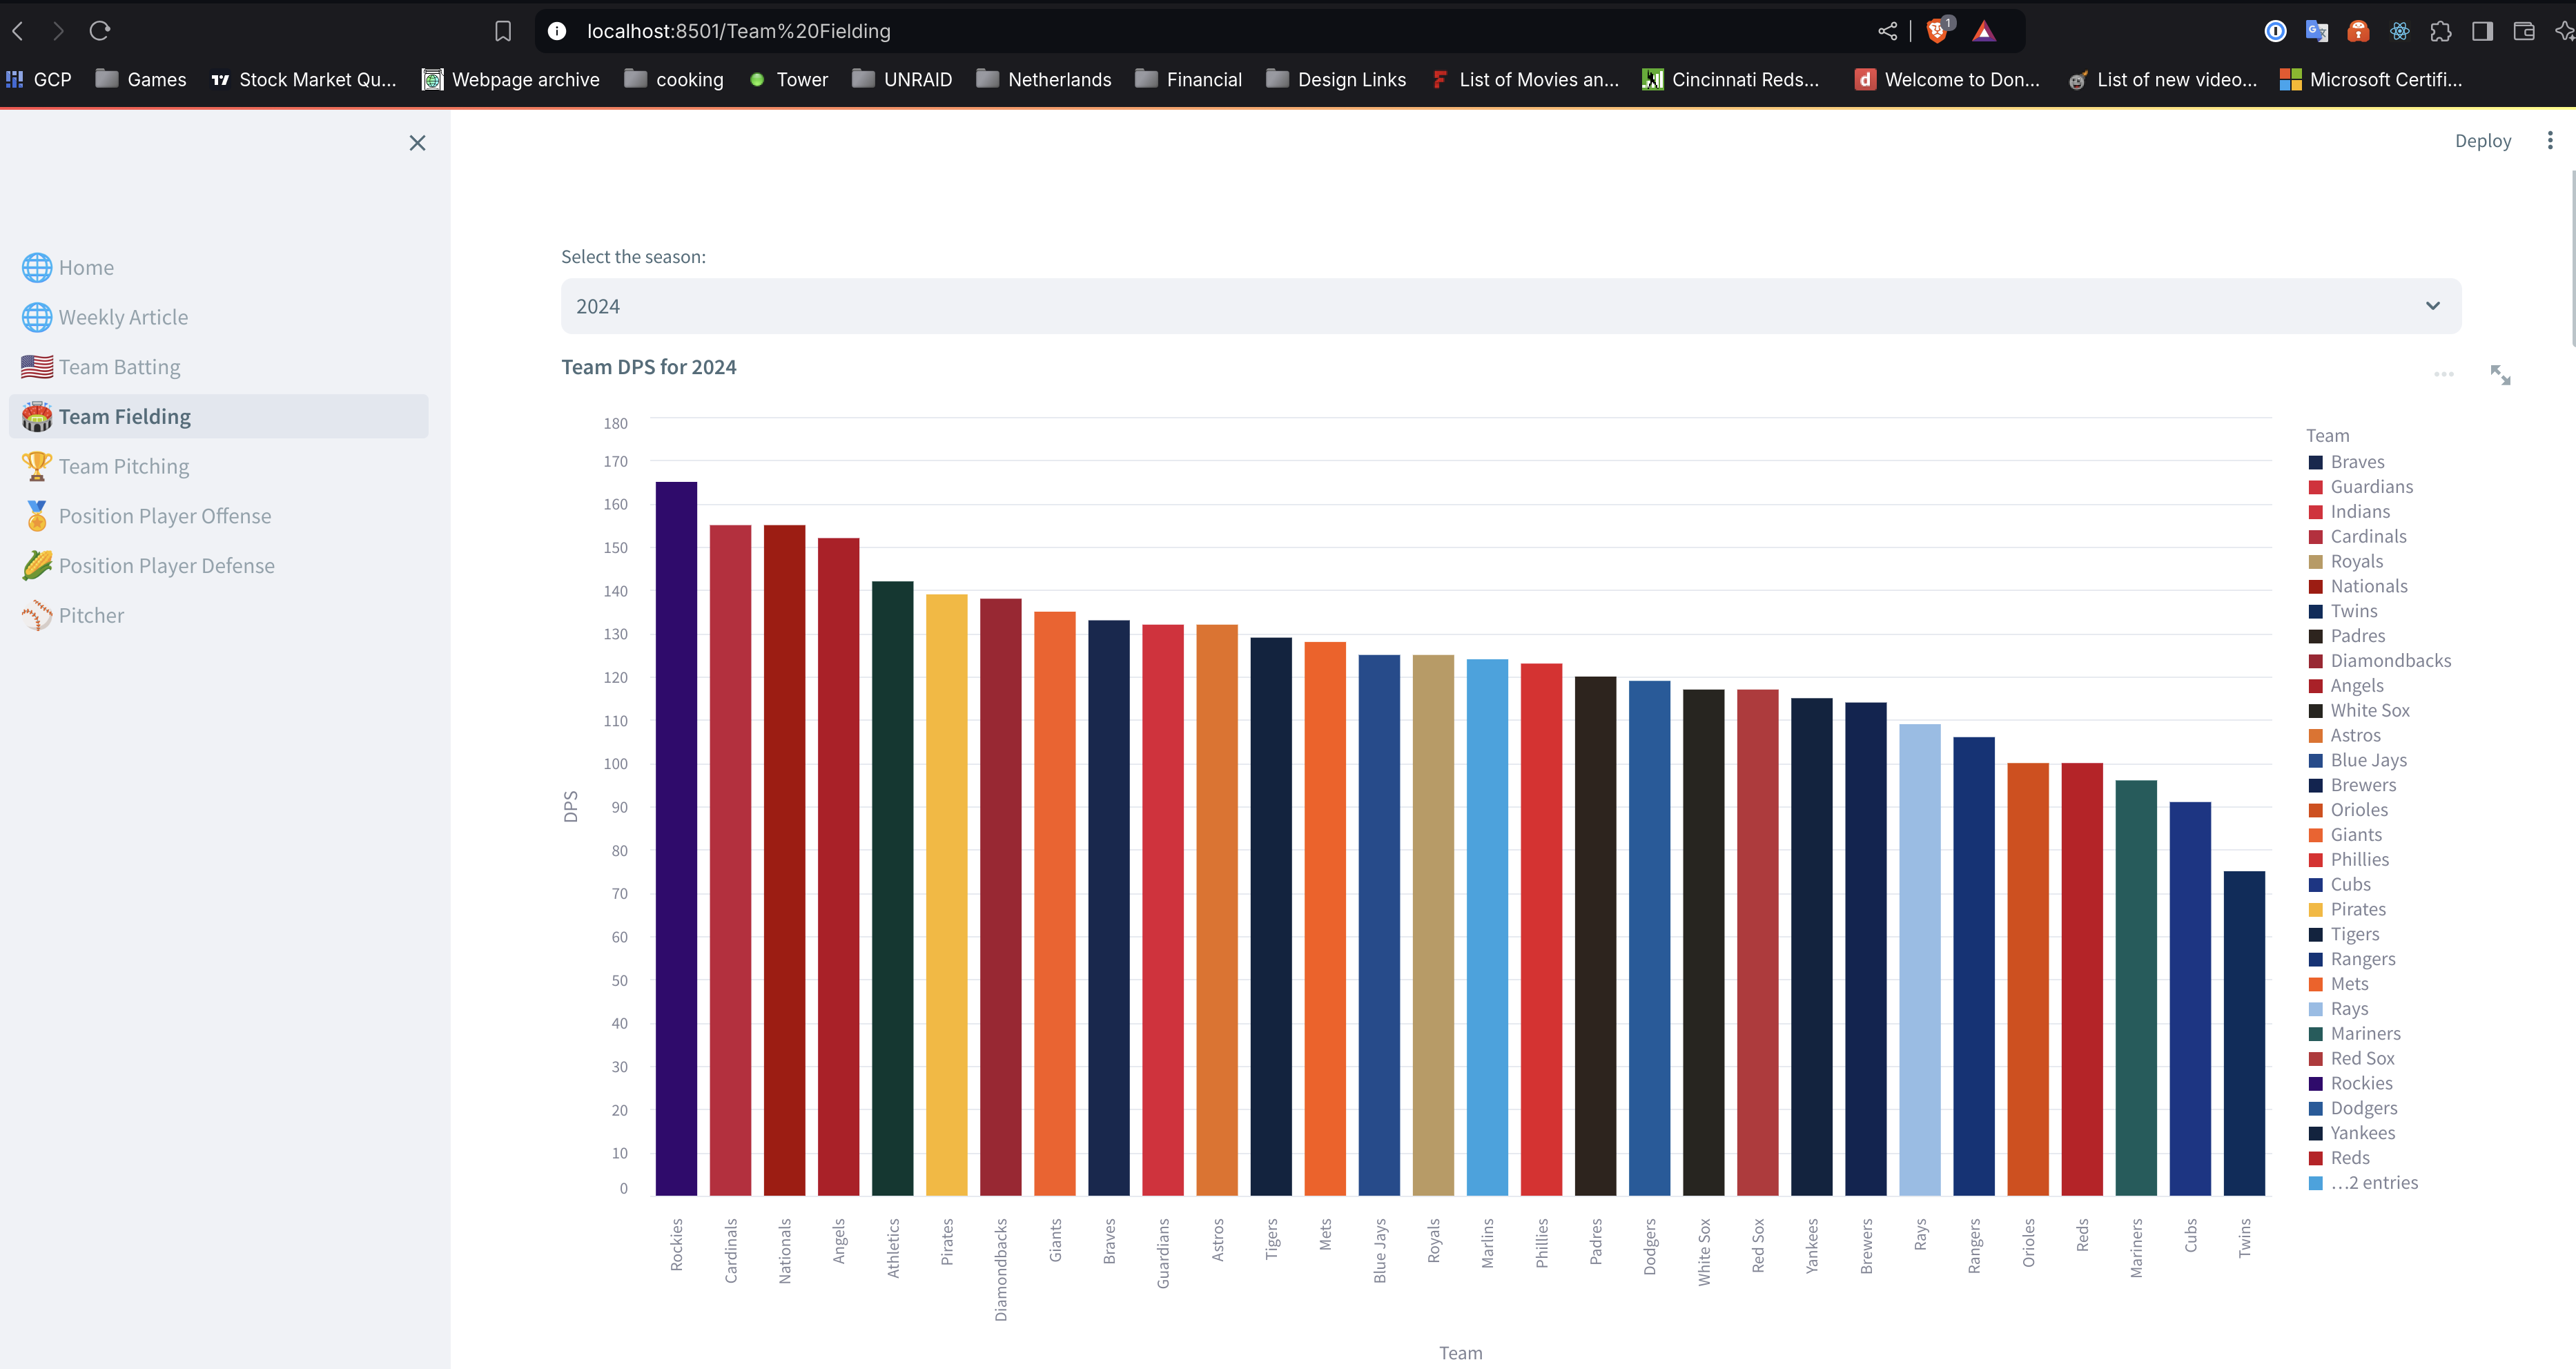 localhost:8501/Team%20Fielding
1
GCP Games Stock Market Qu... Webpage archive cooking Tower UNRAID Netherlands Financial Design Links List of Movies an... Cincinnati Reds... Welcome to Don... List of new video... Microsoft Certifi...
Deploy
Home
Weekly Article
Team Batting
Team Fielding
Team Pitching
Position Player Offense
Position Player Defense
Pitcher
Select the season:
2024
Team DPS for 2024
180
170
160
150
140
130
120
110
100
90
80
70
60
50
40
30
20
10
0
DPS
Rockies
Cardinals
Nationals
Angels
Athletics
Pirates
Diamondbacks
Giants
Braves
Guardians
Astros
Tigers
Mets
Blue Jays
Royals
Marlins
Phillies
Padres
Dodgers
White Sox
Red Sox
Yankees
Brewers
Rays
Rangers
Orioles
Reds
Mariners
Cubs
Twins
Team
Team
Braves
Guardians
Indians
Cardinals
Royals
Nationals
Twins
Padres
Diamondbacks
Angels
White Sox
Astros
Blue Jays
Brewers
Orioles
Giants
Phillies
Cubs
Pirates
Tigers
Rangers
Mets
Rays
Mariners
Red Sox
Rockies
Dodgers
Yankees
Reds
…2 entries